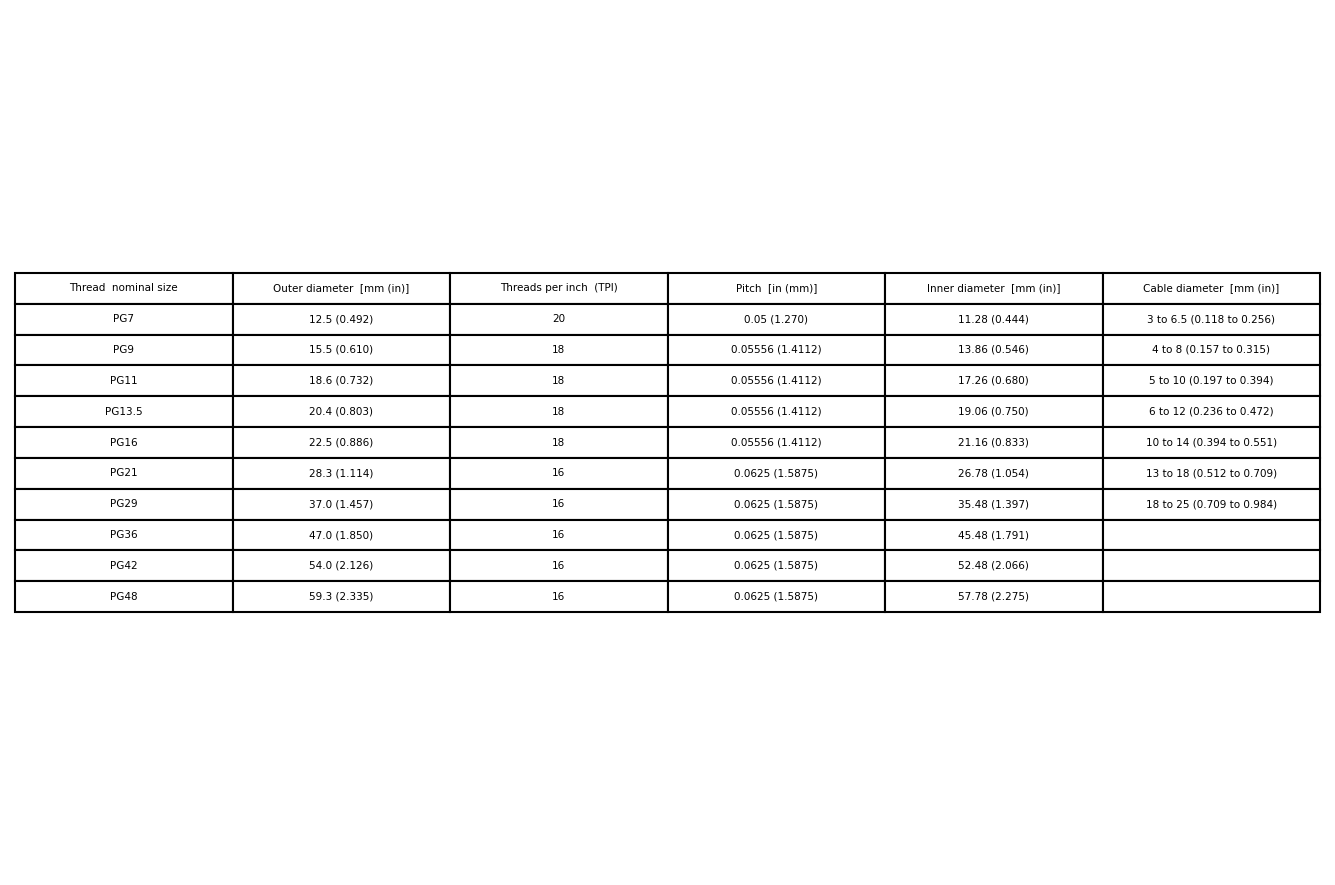 Thread  nominal size Outer diameter  [mm (in)] Threads per inch  (TPI) Pitch  [in (mm)] Inner diameter  [mm (in)] Cable diameter  [mm (in)]
PG7 12.5 (0.492) 20 0.05 (1.270) 11.28 (0.444) 3 to 6.5 (0.118 to 0.256)
PG9 15.5 (0.610) 18 0.05556 (1.4112) 13.86 (0.546) 4 to 8 (0.157 to 0.315)
PG11 18.6 (0.732) 18 0.05556 (1.4112) 17.26 (0.680) 5 to 10 (0.197 to 0.394)
PG13.5 20.4 (0.803) 18 0.05556 (1.4112) 19.06 (0.750) 6 to 12 (0.236 to 0.472)
PG16 22.5 (0.886) 18 0.05556 (1.4112) 21.16 (0.833) 10 to 14 (0.394 to 0.551)
PG21 28.3 (1.114) 16 0.0625 (1.5875) 26.78 (1.054) 13 to 18 (0.512 to 0.709)
PG29 37.0 (1.457) 16 0.0625 (1.5875) 35.48 (1.397) 18 to 25 (0.709 to 0.984)
PG36 47.0 (1.850) 16 0.0625 (1.5875) 45.48 (1.791)
PG42 54.0 (2.126) 16 0.0625 (1.5875) 52.48 (2.066)
PG48 59.3 (2.335) 16 0.0625 (1.5875) 57.78 (2.275)